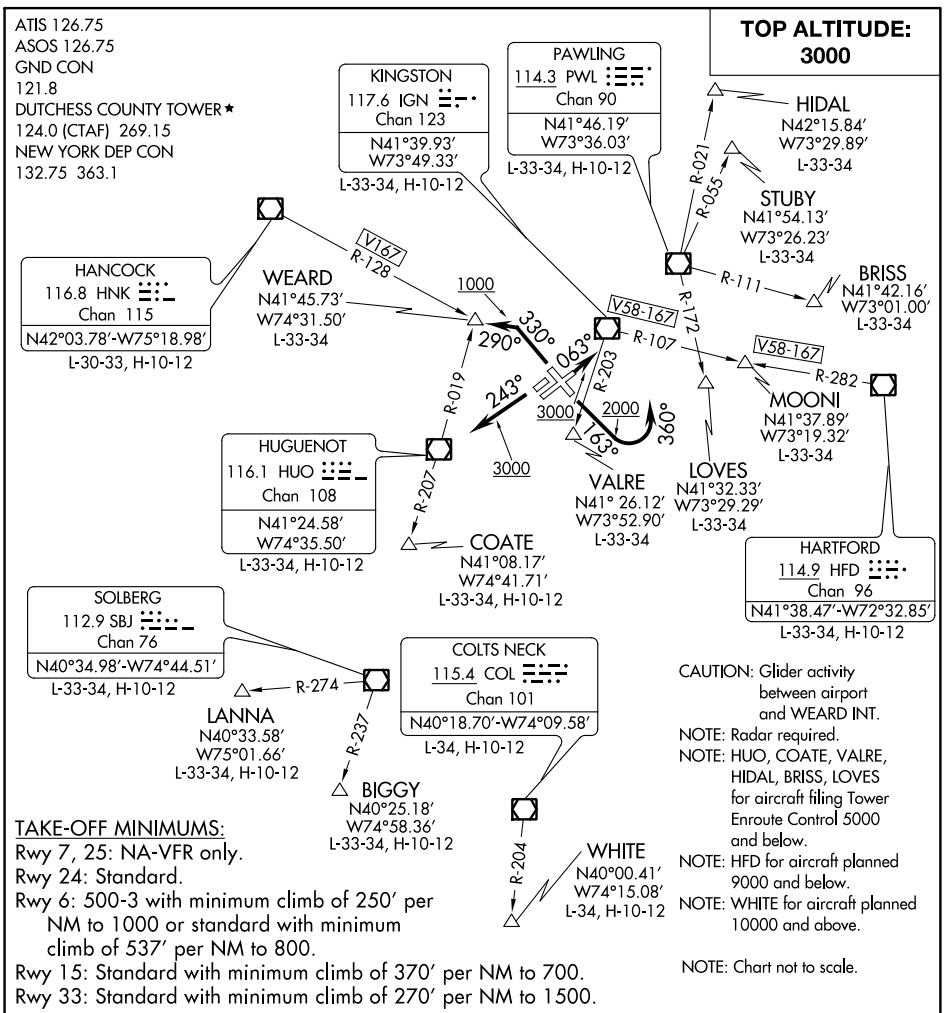 ATIS 126.75
ASOS 126.75
GND CON
121.8
DUTCHESS COUNTY TOWER★
124.0 (CTAF) 269.15
NEW YORK DEP CON
132.75 363.1
TOP ALTITUDE:
3000
KINGSTON
117.6 IGN
Chan 123
N41°39.93'
W73°49.33'
L-33-34, H-10-12
PAWLING
114.3 PWL
Chan 90
N41°46.19'
W73°36.03'
L-33-34, H-10-12
HIDAL
N42°15.84'
W73°29.89'
L-33-34
R-021
R-055
STUBY
N41°54.13'
W73°26.23'
L-33-34
R-111
BRISS
N41°42.16'
W73°01.00'
L-33-34
HANCOCK
116.8 HNK
Chan 115
N42°03.78'-W75°18.98'
L-30-33, H-10-12
V167
R-128
WEARD
N41°45.73'
W74°31.50'
L-33-34
1000
330°
290°
063°
243°
3000
3000
2000
163°
360°
R-203
V58-167
R-107
R-172
V58-167
R-282
MOONI
N41°37.89'
W73°19.32'
L-33-34
LOVES
N41°32.33'
W73°29.29'
L-33-34
VALRE
N41° 26.12'
W73°52.90'
L-33-34
R-019
HUGUENOT
116.1 HUO
Chan 108
N41°24.58'
W74°35.50'
L-33-34, H-10-12
R-207
COATE
N41°08.17'
W74°41.71'
L-33-34, H-10-12
HARTFORD
114.9 HFD
Chan 96
N41°38.47'-W72°32.85'
L-33-34, H-10-12
SOLBERG
112.9 SBJ
Chan 76
N40°34.98'-W74°44.51'
L-33-34, H-10-12
R-274
LANNA
N40°33.58'
W75°01.66'
L-33-34, H-10-12
R-237
BIGGY
N40°25.18'
W74°58.36'
L-33-34, H-10-12
COLTS NECK
115.4 COL
Chan 101
N40°18.70'-W74°09.58'
L-34, H-10-12
R-204
WHITE
N40°00.41'
W74°15.08'
L-34, H-10-12
CAUTION: Glider activity
between airport
and WEARD INT.
NOTE: Radar required.
NOTE: HUO, COATE, VALRE,
HIDAL, BRISS, LOVES
for aircraft filing Tower
Enroute Control 5000
and below.
NOTE: HFD for aircraft planned
9000 and below.
NOTE: WHITE for aircraft planned
10000 and above.
NOTE: Chart not to scale.
TAKE-OFF MINIMUMS:
Rwy 7, 25: NA-VFR only.
Rwy 24: Standard.
Rwy 6: 500-3 with minimum climb of 250' per
NM to 1000 or standard with minimum
climb of 537' per NM to 800.
Rwy 15: Standard with minimum climb of 370' per NM to 700.
Rwy 33: Standard with minimum climb of 270' per NM to 1500.